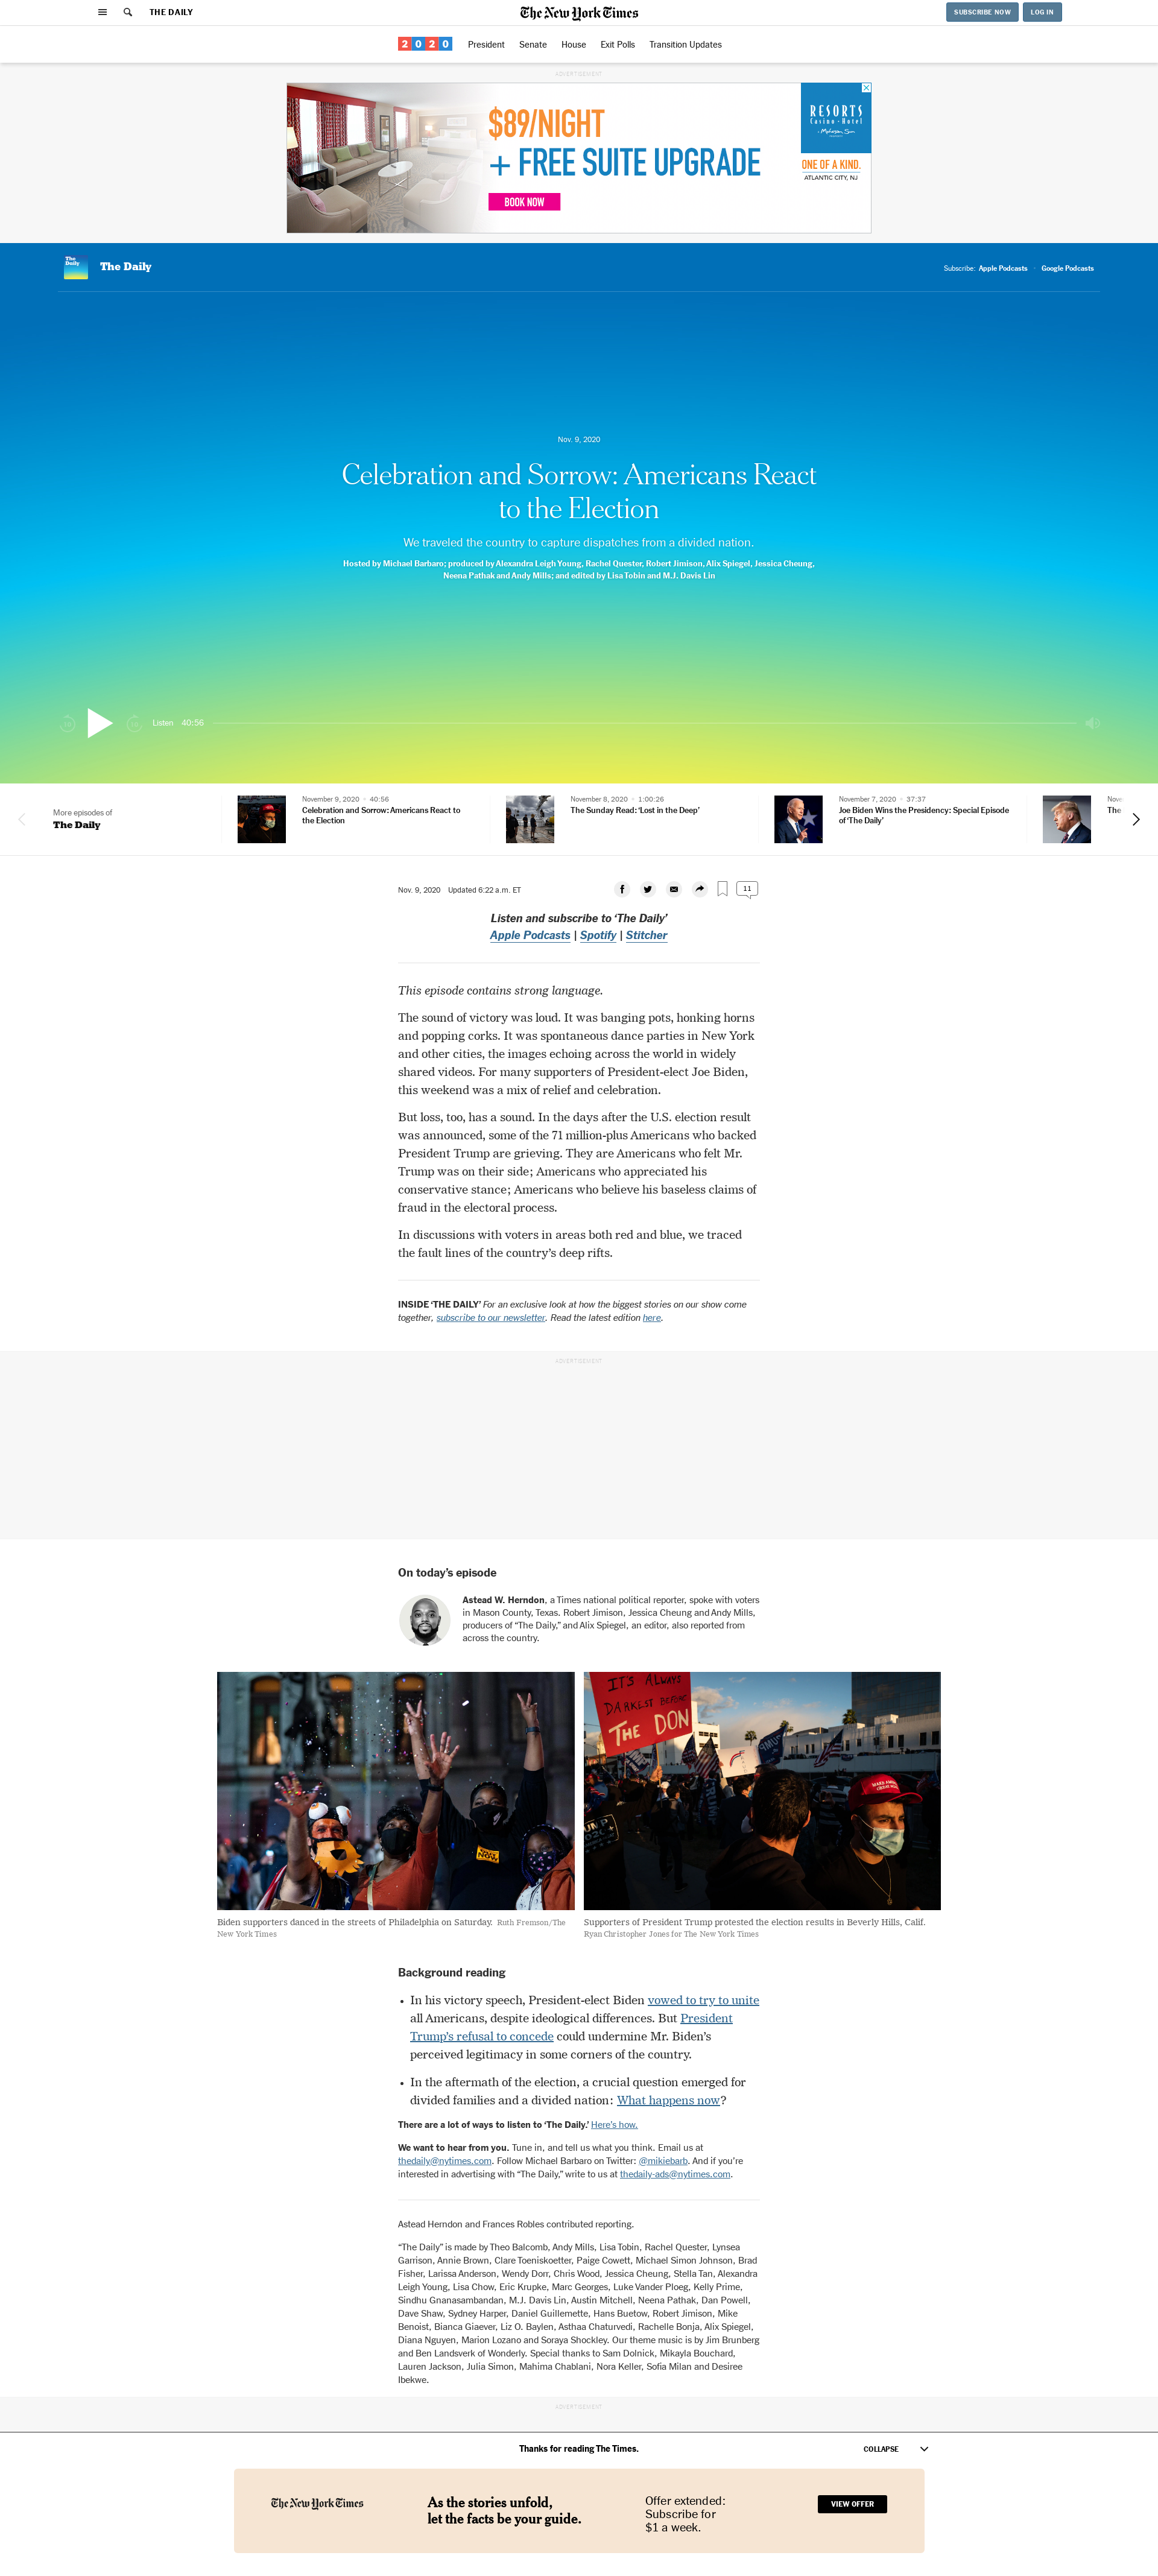 THE DAILY
The New York Times
SUBSCRIBE NOW
LOG IN
2020
President
Senate
House
Exit Polls
Transition Updates
ADVERTISEMENT
$89/NIGHT
+ FREE SUITE UPGRADE
BOOK NOW
RESORTS
Casino • Hotel
Mohegan Sun
ONE OF A KIND.
ATLANTIC CITY, NJ
The Daily
The Daily
Subscribe: Apple Podcasts
Google Podcasts
Nov. 9, 2020
Celebration and Sorrow: Americans React
to the Election
We traveled the country to capture dispatches from a divided nation.
Hosted by Michael Barbaro; produced by Alexandra Leigh Young, Rachel Quester, Robert Jimison, Alix Spiegel, Jessica Cheung,
Neena Pathak and Andy Mills; and edited by Lisa Tobin and M.J. Davis Lin
Listen 40:56
More episodes of
The Daily
November 9, 2020 • 40:56
Celebration and Sorrow: Americans React to
the Election
November 8, 2020 • 1:00:26
The Sunday Read: ‘Lost in the Deep’
November 7, 2020 • 37:37
Joe Biden Wins the Presidency: Special Episode
of ‘The Daily’
Nove
The
Nov. 9, 2020 Updated 6:22 a.m. ET
11
Listen and subscribe to ‘The Daily’
Apple Podcasts | Spotify | Stitcher
This episode contains strong language.
The sound of victory was loud. It was banging pots, honking horns
and popping corks. It was spontaneous dance parties in New York
and other cities, the images echoing across the world in widely
shared videos. For many supporters of President-elect Joe Biden,
this weekend was a mix of relief and celebration.
But loss, too, has a sound. In the days after the U.S. election result
was announced, some of the 71 million-plus Americans who backed
President Trump are grieving. They are Americans who felt Mr.
Trump was on their side; Americans who appreciated his
conservative stance; Americans who believe his baseless claims of
fraud in the electoral process.
In discussions with voters in areas both red and blue, we traced
the fault lines of the country’s deep rifts.
INSIDE ‘THE DAILY’ For an exclusive look at how the biggest stories on our show come
together, subscribe to our newsletter. Read the latest edition here.
ADVERTISEMENT
On today’s episode
Astead W. Herndon, a Times national political reporter, spoke with voters
in Mason County, Texas. Robert Jimison, Jessica Cheung and Andy Mills,
producers of “The Daily,” and Alix Spiegel, an editor, also reported from
across the country.
IT'S ALWAYS
DARKEST BEFORE
THE DON
MAKE AMERICA
Biden supporters danced in the streets of Philadelphia on Saturday. Ruth Fremson/The
New York Times
Supporters of President Trump protested the election results in Beverly Hills, Calif.
Ryan Christopher Jones for The New York Times
Background reading
• In his victory speech, President-elect Biden vowed to try to unite
all Americans, despite ideological differences. But President
Trump’s refusal to concede could undermine Mr. Biden’s
perceived legitimacy in some corners of the country.
• In the aftermath of the election, a crucial question emerged for
divided families and a divided nation: What happens now?
There are a lot of ways to listen to ‘The Daily.’ Here’s how.
We want to hear from you. Tune in, and tell us what you think. Email us at
thedaily@nytimes.com. Follow Michael Barbaro on Twitter: @mikiebarb. And if you’re
interested in advertising with “The Daily,” write to us at thedaily-ads@nytimes.com.
Astead Herndon and Frances Robles contributed reporting.
“The Daily” is made by Theo Balcomb, Andy Mills, Lisa Tobin, Rachel Quester, Lynsea
Garrison, Annie Brown, Clare Toeniskoetter, Paige Cowett, Michael Simon Johnson, Brad
Fisher, Larissa Anderson, Wendy Dorr, Chris Wood, Jessica Cheung, Stella Tan, Alexandra
Leigh Young, Lisa Chow, Eric Krupke, Marc Georges, Luke Vander Ploeg, Kelly Prime,
Sindhu Gnanasambandan, M.J. Davis Lin, Austin Mitchell, Neena Pathak, Dan Powell,
Dave Shaw, Sydney Harper, Daniel Guillemette, Hans Buetow, Robert Jimison, Mike
Benoist, Bianca Giaever, Liz O. Baylen, Asthaa Chaturvedi, Rachelle Bonja, Alix Spiegel,
Diana Nguyen, Marion Lozano and Soraya Shockley. Our theme music is by Jim Brunberg
and Ben Landsverk of Wonderly. Special thanks to Sam Dolnick, Mikayla Bouchard,
Lauren Jackson, Julia Simon, Mahima Chablani, Nora Keller, Sofia Milan and Desiree
Ibekwe.
ADVERTISEMENT
Thanks for reading The Times.
COLLAPSE
The New York Times
As the stories unfold,
let the facts be your guide.
Offer extended:
Subscribe for
$1 a week.
VIEW OFFER